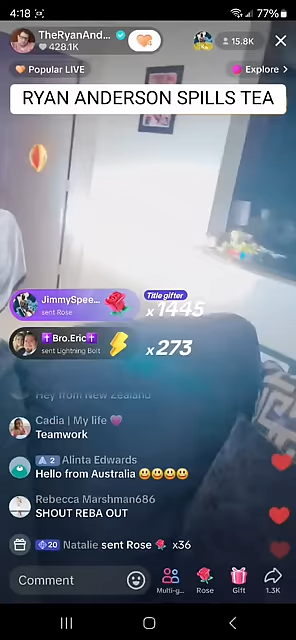 4:18
77%
TheRyanAnd...
428.1K
15.8K
Popular LIVE
Explore >
RYAN ANDERSON SPILLS TEA
JimmySpee...
sent Rose
Title gifter
x1445
Bro.Eric
sent Lightning Bolt
x273
Hey from New Zealand
Cadia | My life
Teamwork
A 2 Alinta Edwards
Hello from Australia
Rebecca Marshman686
SHOUT REBA OUT
20 Natalie sent Rose x36
Comment
Multi-g...
Rose
Gift
1.3K